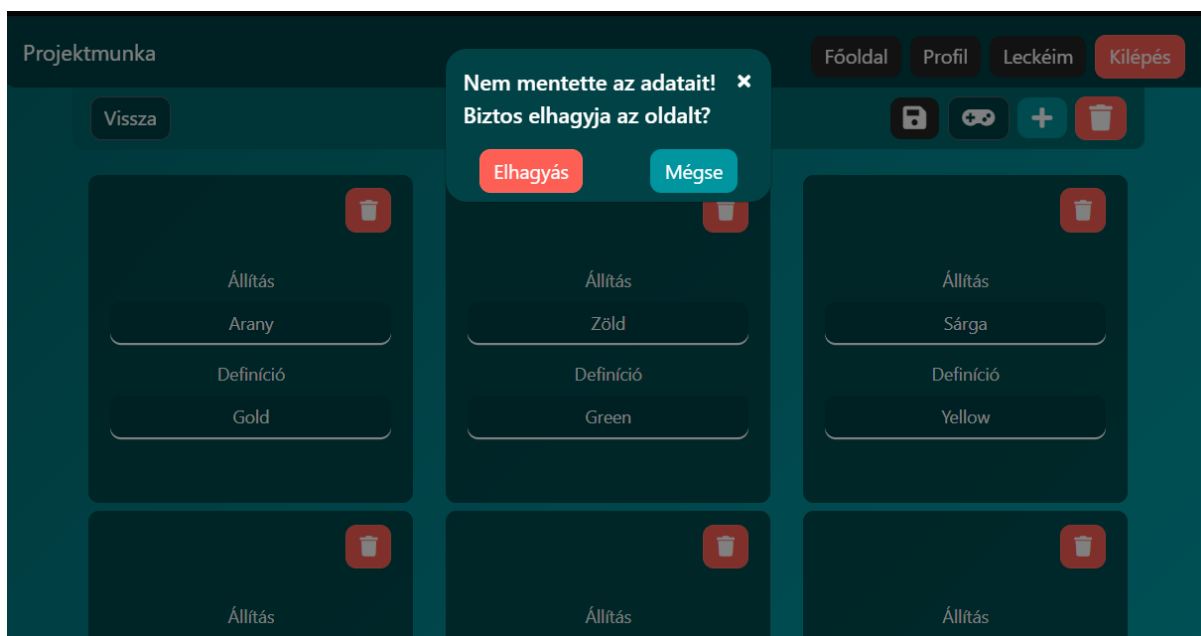 Projektmunka
Főoldal Profil Leckéim Kilépés
Nem mentette az adatait! ×
Biztos elhagyja az oldalt?
Vissza
Elhagyás Mégse
Állítás Állítás Állítás
Arany Zöld Sárga
Definíció Definíció Definíció
Gold Green Yellow
Állítás Állítás Állítás